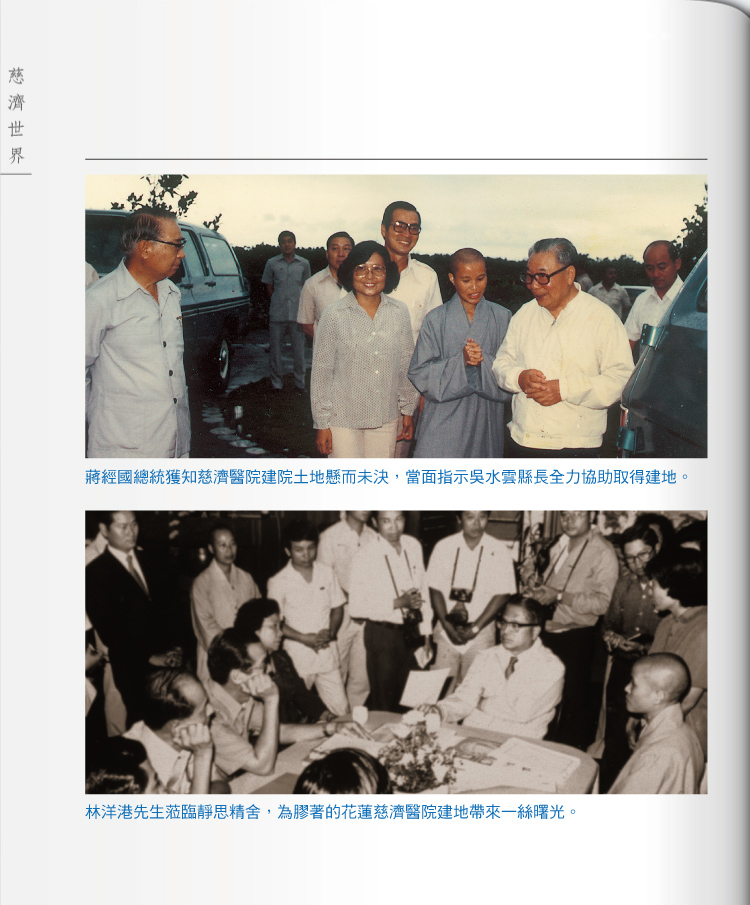 慈濟世界
蔣經國總統獲知慈濟醫院建院土地懸而未決，當面指示吳水雲縣長全力協助取得建地。
林洋港先生蒞臨靜思精舍，為膠著的花蓮慈濟醫院建地帶來一絲曙光。